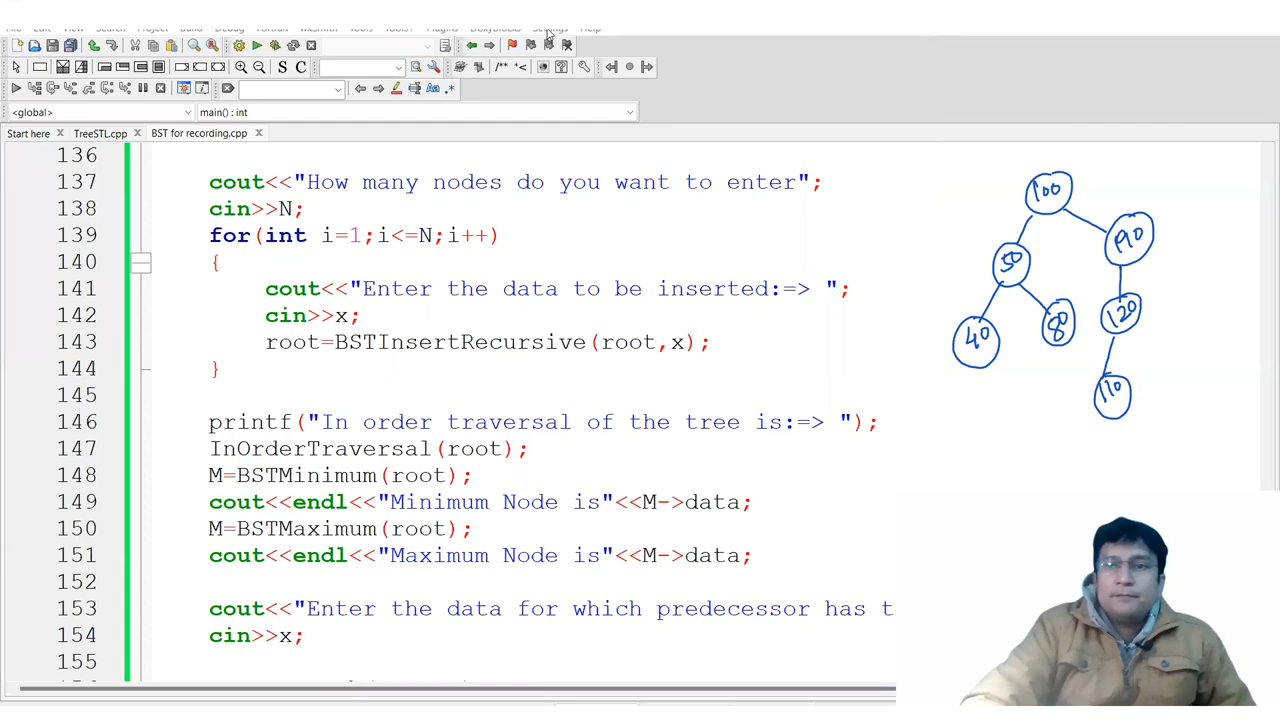 Start here
TreeSTL.cpp
BST for recording.cpp
<global>
main() : int
136
137 cout<<"How many nodes do you want to enter";
138 cin>>N;
139 for(int i=1;i<=N;i++)
140 {
141 cout<<"Enter the data to be inserted:=> ";
142 cin>>x;
143 root=BSTInsertRecursive(root,x);
144 }
145
146 printf("In order traversal of the tree is:=> ");
147 InOrderTraversal(root);
148 M=BSTMinimum(root);
149 cout<<endl<<"Minimum Node is"<<M->data;
150 M=BSTMaximum(root);
151 cout<<endl<<"Maximum Node is"<<M->data;
152
153 cout<<"Enter the data for which predecessor has t
154 cin>>x;
155
100
50
190
40
80
120
110